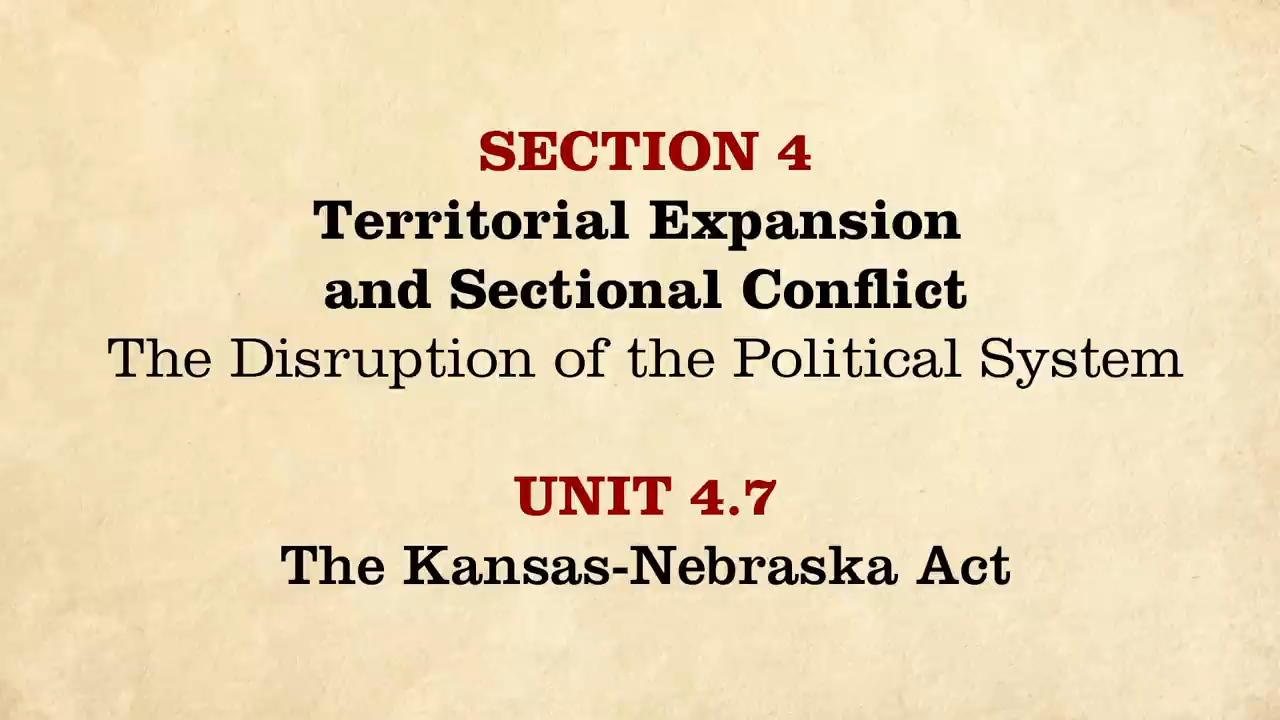 SECTION 4
Territorial Expansion
and Sectional Conflict
The Disruption of the Political System
UNIT 4.7
The Kansas-Nebraska Act